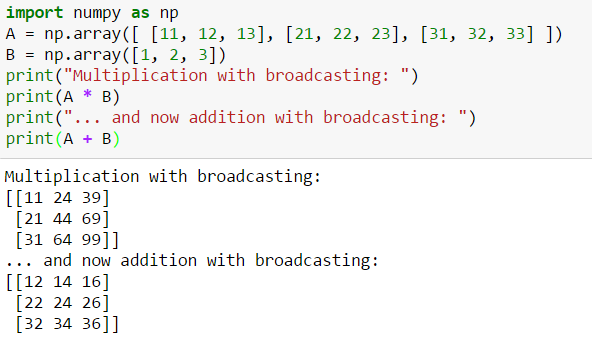 import numpy as np
A = np.array([ [11, 12, 13], [21, 22, 23], [31, 32, 33] ])
B = np.array([1, 2, 3])
print("Multiplication with broadcasting: ")
print(A * B)
print("... and now addition with broadcasting: ")
print(A + B)
Multiplication with broadcasting:
[[11 24 39]
 [21 44 69]
 [31 64 99]]
... and now addition with broadcasting:
[[12 14 16]
 [22 24 26]
 [32 34 36]]